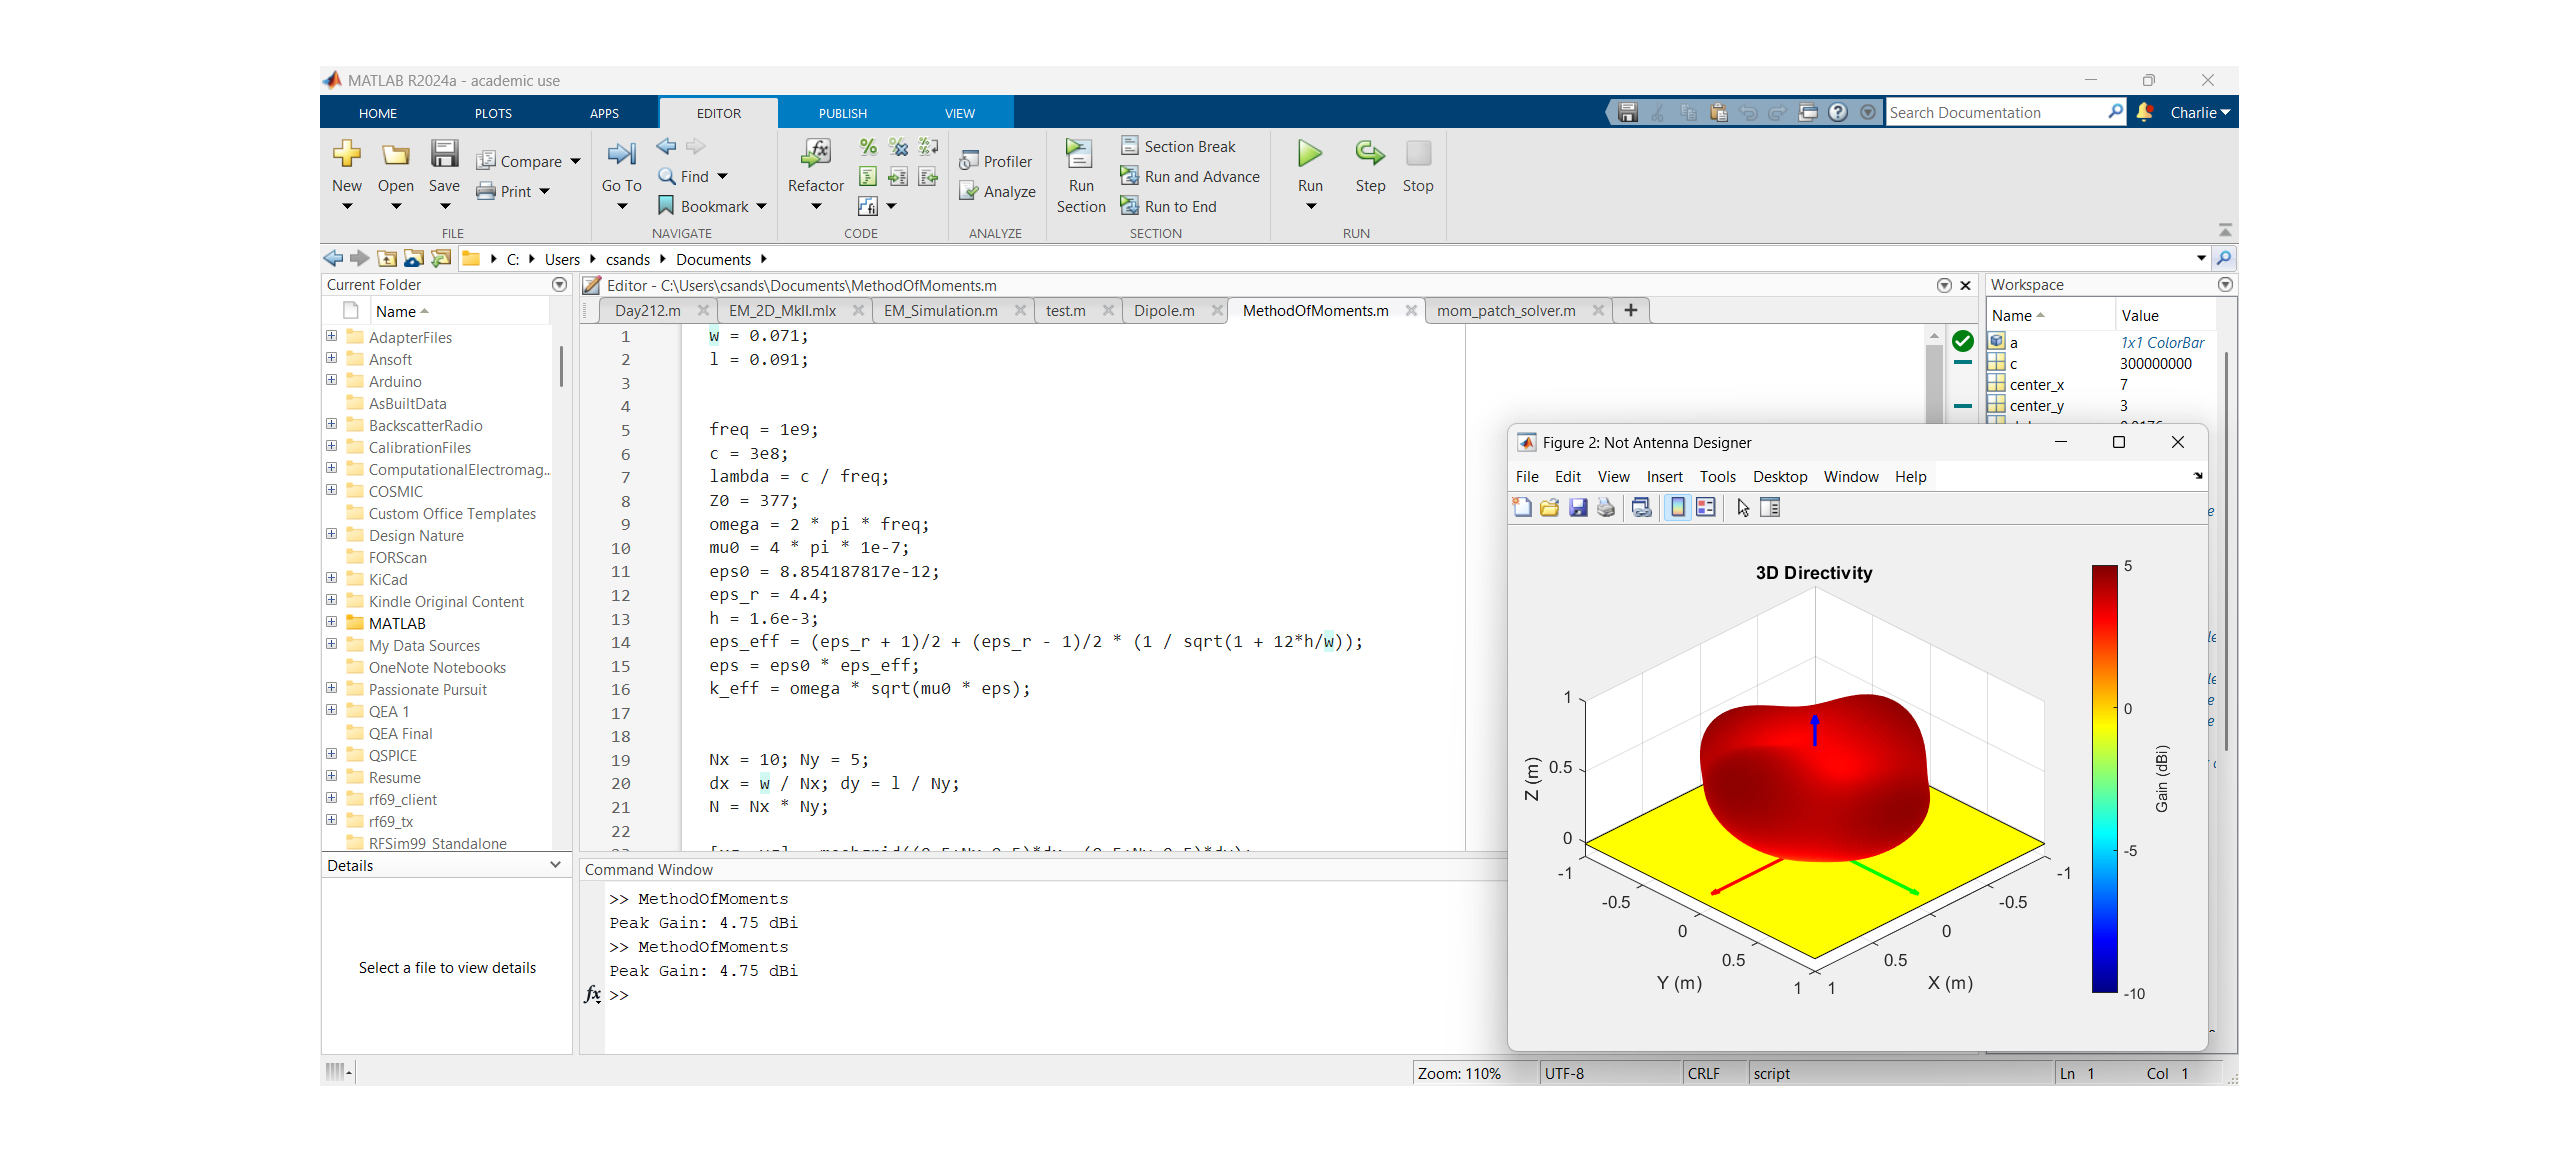 MATLAB R2024a - academic use
HOME PLOTS APPS EDITOR PUBLISH VIEW Search Documentation Charlie
New Open Save Compare Print
FILE
Go To Find Bookmark
NAVIGATE
Refactor
CODE
Profiler
Analyze
ANALYZE
Run Section
Section Break
Run and Advance
Run to End
SECTION
Run Step Stop
RUN
C: Users csands Documents
Current Folder
Name
AdapterFiles
Ansoft
Arduino
AsBuiltData
BackscatterRadio
CalibrationFiles
ComputationalElectromag...
COSMIC
Custom Office Templates
Design Nature
FORScan
KiCad
Kindle Original Content
MATLAB
My Data Sources
OneNote Notebooks
Passionate Pursuit
QEA 1
QEA Final
QSPICE
Resume
rf69_client
rf69_tx
RFSim99 Standalone
Details
Select a file to view details
Editor - C:\Users\csands\Documents\MethodOfMoments.m
Day212.m EM_2D_MkII.mlx EM_Simulation.m test.m Dipole.m MethodOfMoments.m mom_patch_solver.m
1 w = 0.071;
2 l = 0.091;
3
4
5 freq = 1e9;
6 c = 3e8;
7 lambda = c / freq;
8 Z0 = 377;
9 omega = 2 * pi * freq;
10 mu0 = 4 * pi * 1e-7;
11 eps0 = 8.854187817e-12;
12 eps_r = 4.4;
13 h = 1.6e-3;
14 eps_eff = (eps_r + 1)/2 + (eps_r - 1)/2 * (1 / sqrt(1 + 12*h/w));
15 eps = eps0 * eps_eff;
16 k_eff = omega * sqrt(mu0 * eps);
17
18
19 Nx = 10; Ny = 5;
20 dx = w / Nx; dy = l / Ny;
21 N = Nx * Ny;
22
Command Window
>> MethodOfMoments
Peak Gain: 4.75 dBi
>> MethodOfMoments
Peak Gain: 4.75 dBi
fx >>
Workspace
Name Value
a 1x1 ColorBar
c 300000000
center_x 7
center_y 3
Figure 2: Not Antenna Designer
File Edit View Insert Tools Desktop Window Help
3D Directivity
1
0.5
0
Z (m)
-1
-0.5
0
0.5
1
Y (m)
1
0.5
0
-0.5
-1
X (m)
5
0
-5
-10
Gain (dBi)
Zoom: 110% UTF-8 CRLF script Ln 1 Col 1